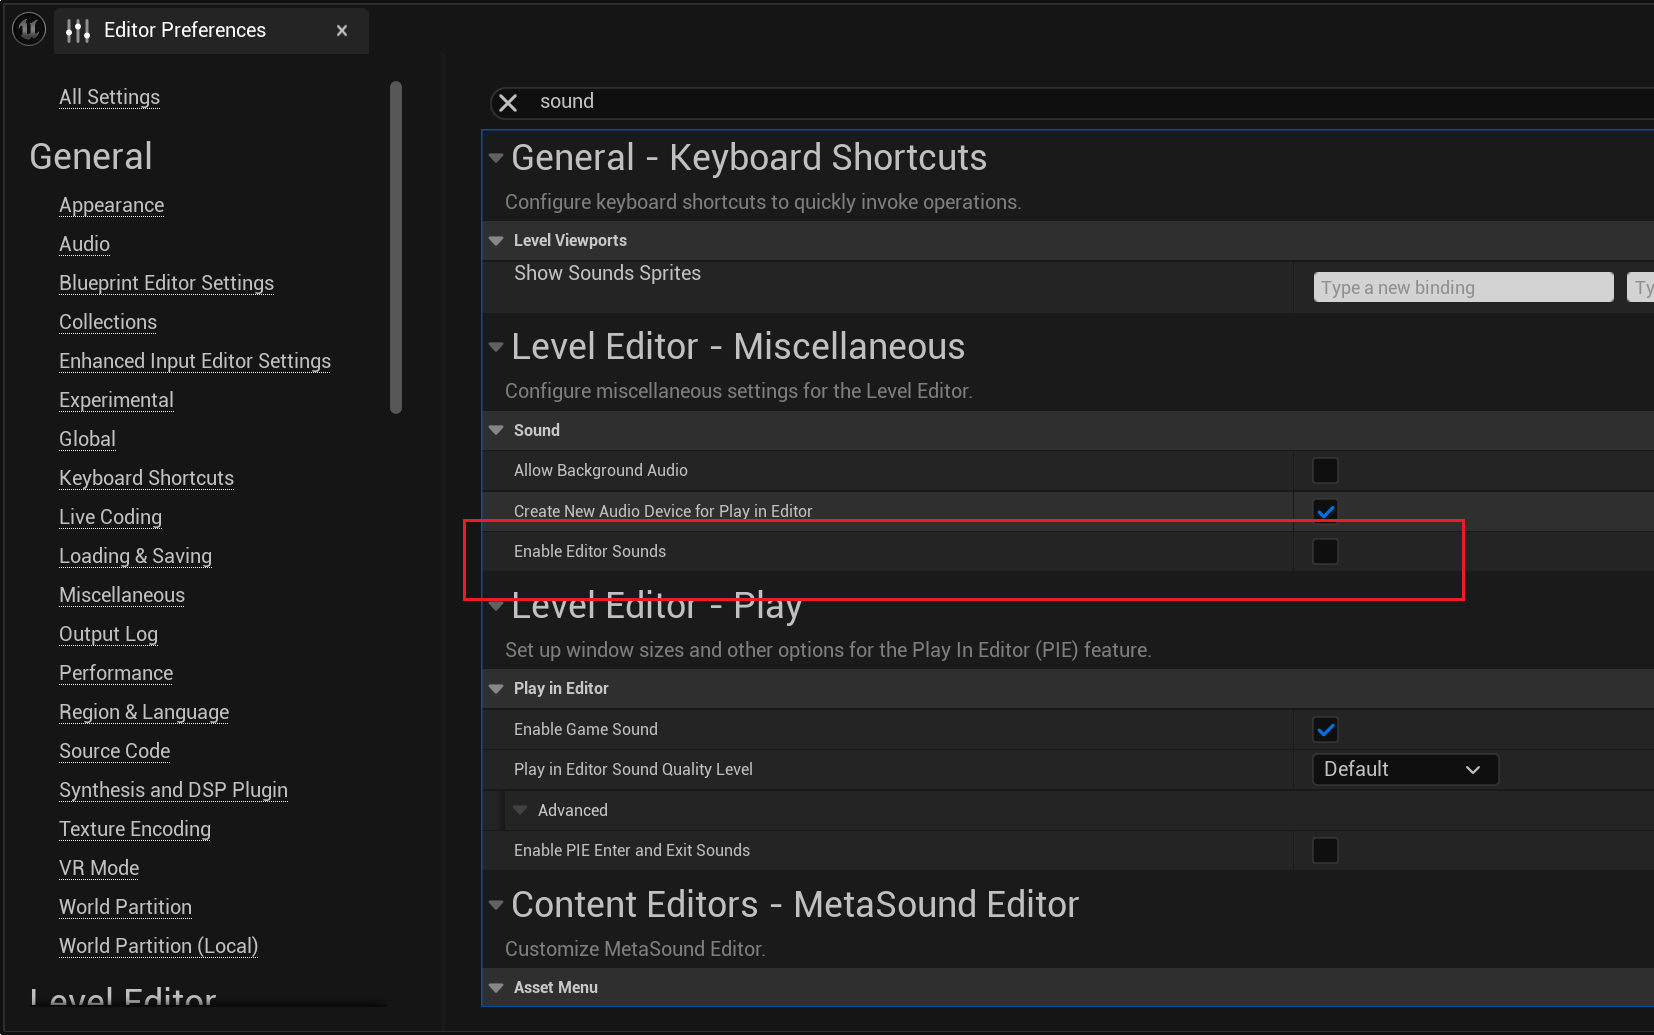 Editor Preferences
All Settings
General
Appearance
Audio
Blueprint Editor Settings
Collections
Enhanced Input Editor Settings
Experimental
Global
Keyboard Shortcuts
Live Coding
Loading & Saving
Miscellaneous
Output Log
Performance
Region & Language
Source Code
Synthesis and DSP Plugin
Texture Encoding
VR Mode
World Partition
World Partition (Local)
Level Editor
sound
General - Keyboard Shortcuts
Configure keyboard shortcuts to quickly invoke operations.
Level Viewports
Show Sounds Sprites
Type a new binding
Ty
Level Editor - Miscellaneous
Configure miscellaneous settings for the Level Editor.
Sound
Allow Background Audio
Create New Audio Device for Play in Editor
Enable Editor Sounds
Level Editor - Play
Set up window sizes and other options for the Play In Editor (PIE) feature.
Play in Editor
Enable Game Sound
Play in Editor Sound Quality Level
Default
Advanced
Enable PIE Enter and Exit Sounds
Content Editors - MetaSound Editor
Customize MetaSound Editor.
Asset Menu